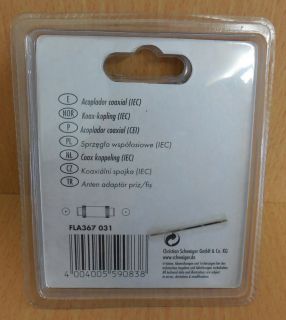 E Acoplador coaxial (IEC)
NOR Koax-kopling (IEC)
P Acoplador coaxial (CEI)
PL Sprzęgło współosiowe (IEC)
NL Coax koppeling (IEC)
CZ Koaxiální spojka (IEC)
TR Anten adaptör priz/fiş
FLA367 031
4 004005 590838
Christian Schwaiger GmbH & Co. KG
www.schwaiger.de